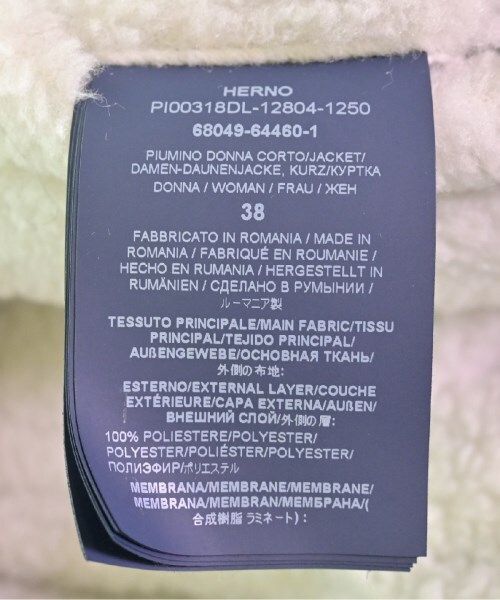 HERNO
PI00318DL-12804-1250
68049-64460-1
PIUMINO DONNA CORTO/JACKET/
DAMEN-DAUNENJACKE, KURZ/КУРТКА
DONNA / WOMAN / FRAU / ЖЕН
38
FABBRICATO IN ROMANIA / MADE IN
ROMANIA / FABRIQUÉ EN ROUMANIE /
HECHO EN RUMANIA / HERGESTELLT IN
RUMÄNIEN / СДЕЛАНО В РУМЫНИИ /
ルーマニア製
TESSUTO PRINCIPALE/MAIN FABRIC/TISSU
PRINCIPAL/TEJIDO PRINCIPAL/
AUßENGEWEBE/ОСНОВНАЯ ТКАНЬ/
外側の布地:
ESTERNO/EXTERNAL LAYER/COUCHE
EXTÉRIEURE/CAPA EXTERNA/AUßEN/
ВНЕШНИЙ СЛОЙ/外側の層:
100% POLIESTERE/POLYESTER/
POLYESTER/POLIÉSTER/POLYESTER/
ПОЛИЭФИР/ポリエステル
MEMBRANA/MEMBRANE/MEMBRANE/
MEMBRANA/MEMBRAN/МЕМБРАНА/(
合成樹脂 ラミネート):